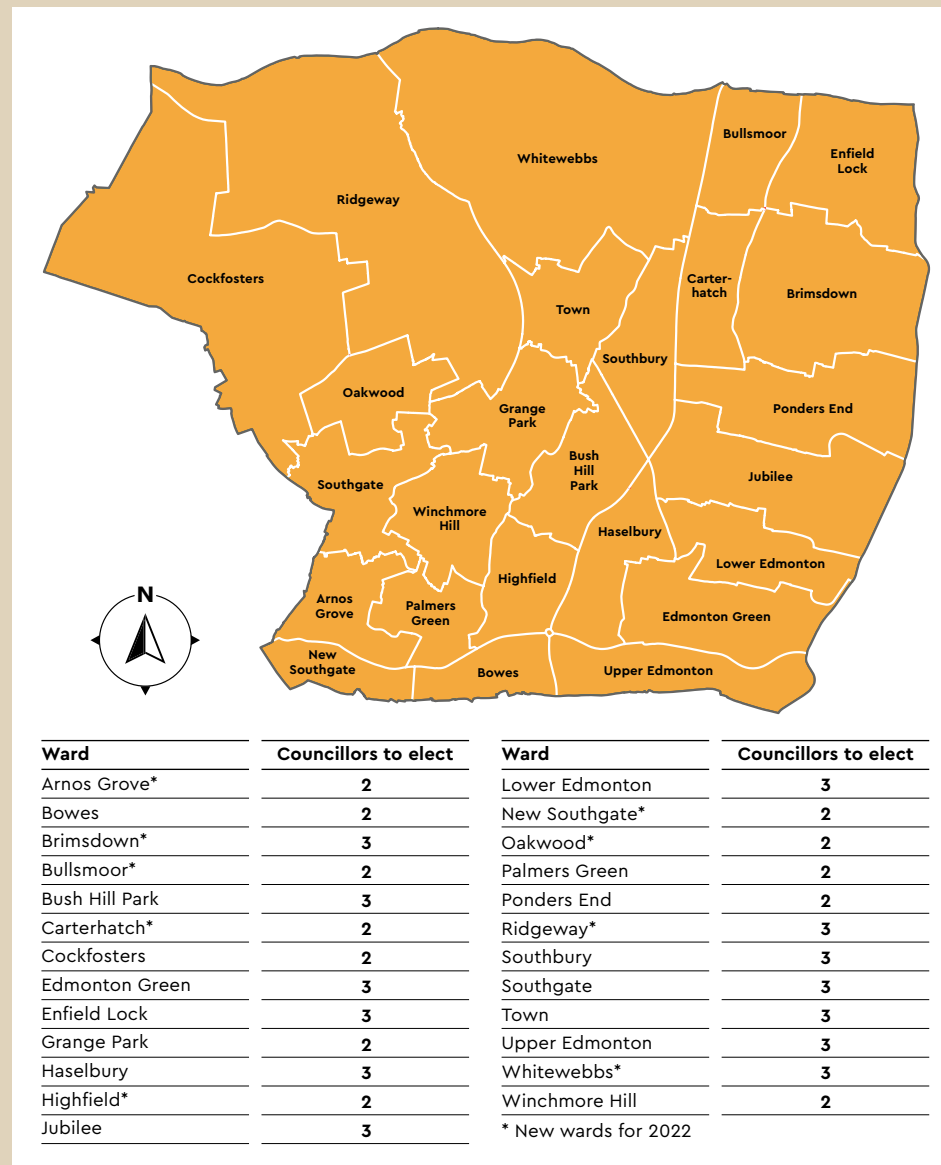 Bullsmoor
Enfield
Lock
Whitewebbs
Ridgeway
Cockfosters
Carter-
hatch
Brimsdown
Town
Southbury
Oakwood
Grange
Park
Ponders End
Bush
Hill
Park
Jubilee
Southgate
Winchmore
Hill
Haselbury
Lower Edmonton
Highfield
Arnos
Grove
Palmers
Green
Edmonton Green
New
Southgate
Bowes
Upper Edmonton
N
Ward Councillors to elect
Arnos Grove* 2
Bowes 2
Brimsdown* 3
Bullsmoor* 2
Bush Hill Park 3
Carterhatch* 2
Cockfosters 2
Edmonton Green 3
Enfield Lock 3
Grange Park 2
Haselbury 3
Highfield* 2
Jubilee 3
Ward Councillors to elect
Lower Edmonton 3
New Southgate* 2
Oakwood* 2
Palmers Green 2
Ponders End 2
Ridgeway* 3
Southbury 3
Southgate 3
Town 3
Upper Edmonton 3
Whitewebbs* 3
Winchmore Hill 2
* New wards for 2022